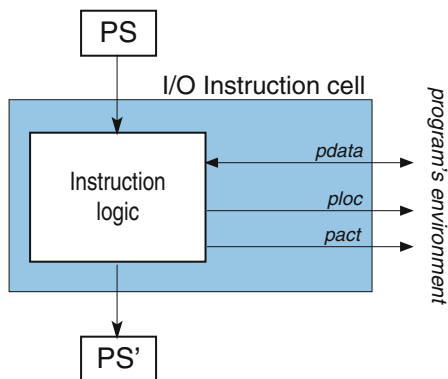 PS
I/O Instruction cell
Instruction
logic
pdata
ploc
pact
program's environment
PS'